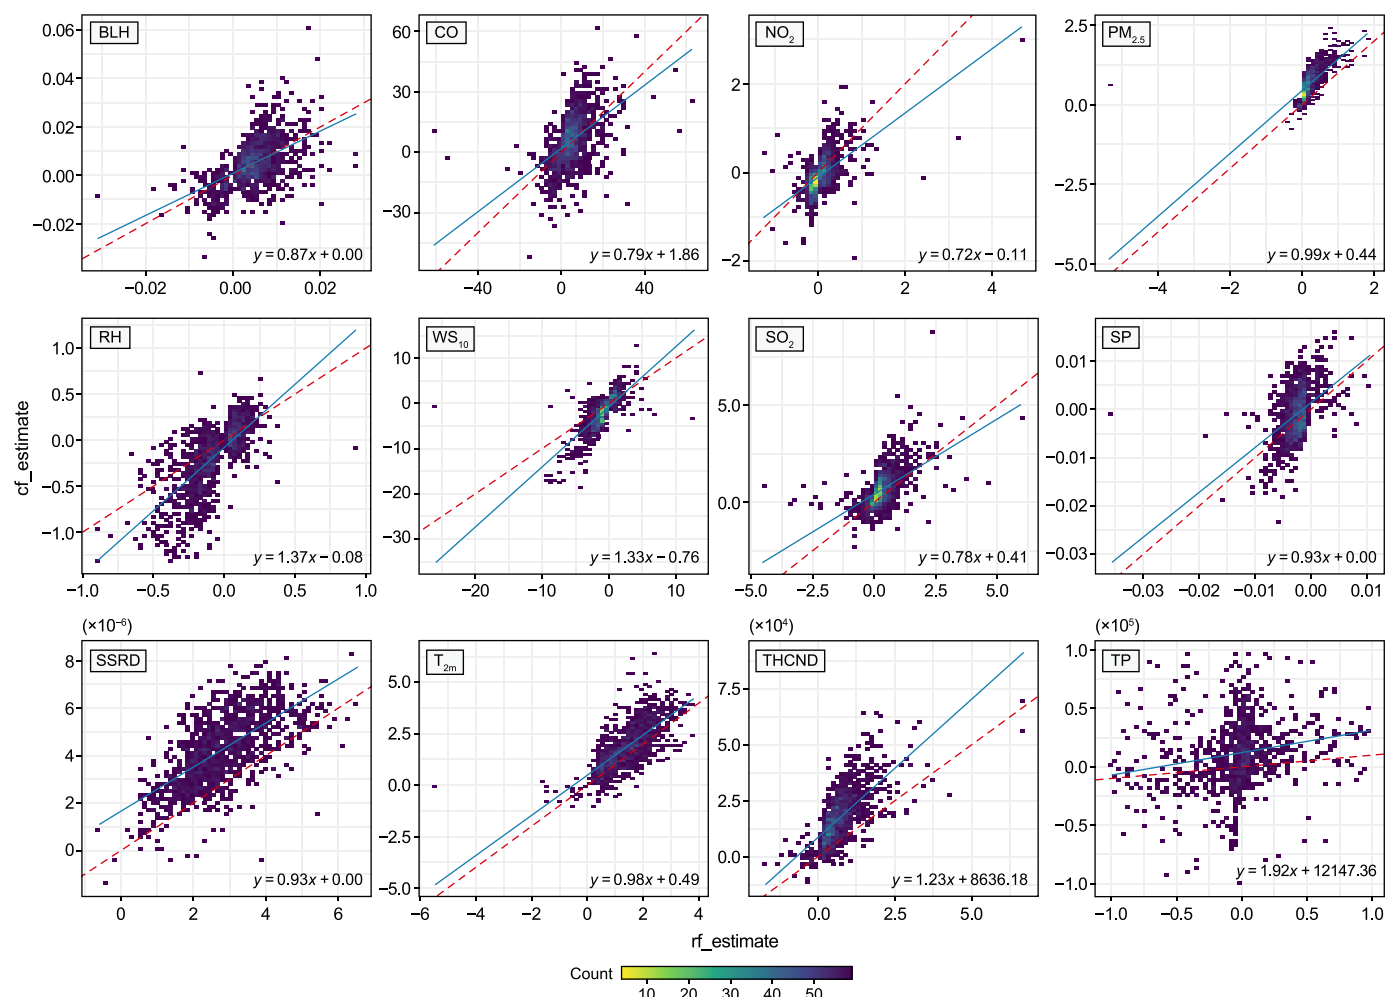 BLH
0.06
0.04
0.02
0.00
−0.02
y = 0.87x + 0.00
−0.02 0.00 0.02
CO
60
30
0
−30
y = 0.79x + 1.86
−40 0 40
NO2
2
0
−2
y = 0.72x − 0.11
0 2 4
PM2.5
2.5
0.0
−2.5
−5.0
y = 0.99x + 0.44
−4 −2 0 2
cf_estimate
RH
1.0
0.5
0.0
−0.5
−1.0
y = 1.37x − 0.08
−1.0 −0.5 0 0.5 1.0
WS10
10
0
−10
−20
−30
y = 1.33x − 0.76
−20 −10 0 10
SO2
5.0
2.5
0.0
y = 0.78x + 0.41
−5.0 −2.5 0.0 2.5 5.0
SP
0.01
0.00
−0.01
−0.02
−0.03
y = 0.93x + 0.00
−0.03 −0.02 −0.01 0.00 0.01
(×10⁻⁶)
SSRD
8
6
4
2
0
y = 0.93x + 0.00
0 2 4 6
T2m
5.0
2.5
0.0
−2.5
−5.0
y = 0.98x + 0.49
−6 −4 −2 0 2 4
(×10⁴)
THCND
7.5
5.0
2.5
0.0
y = 1.23x + 8636.18
0.0 2.5 5.0
(×10⁵)
TP
1.0
0.5
0.0
−0.5
−1.0
y = 1.92x + 12147.36
−1.0 −0.5 0.0 0.5 1.0
rf_estimate
Count
10 20 30 40 50